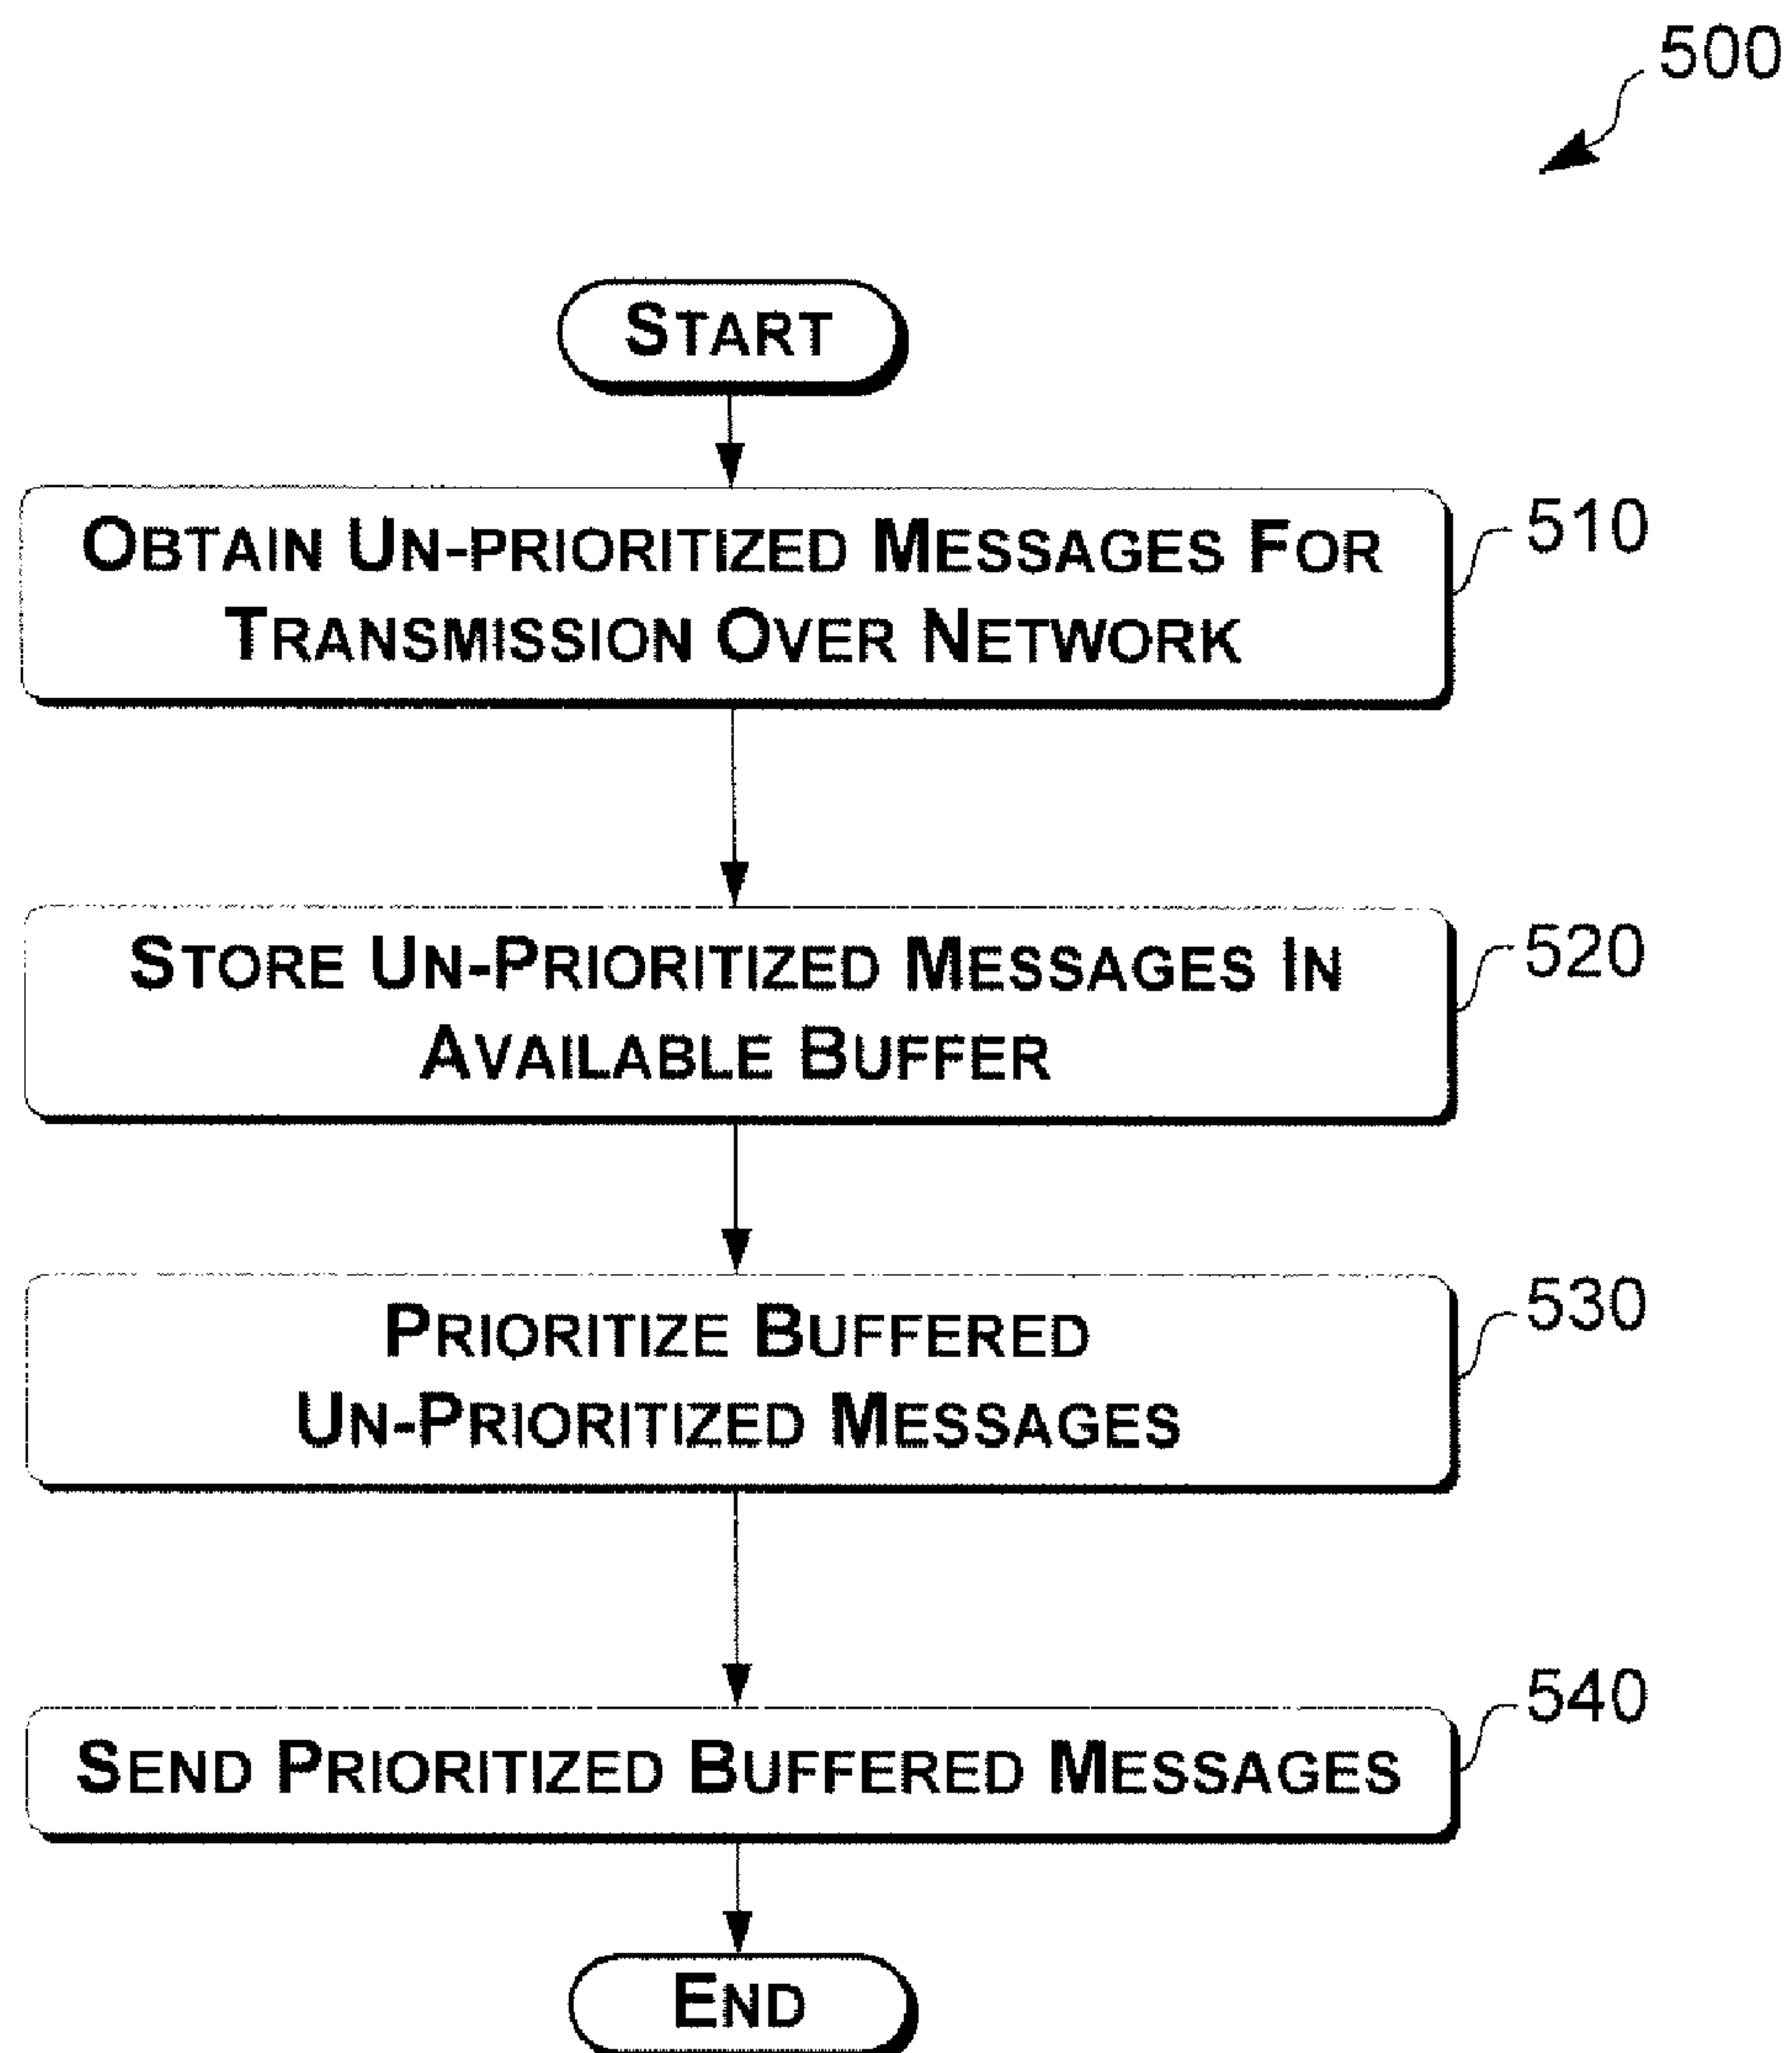 500
START
OBTAIN UN-PRIORITIZED MESSAGES FOR
TRANSMISSION OVER NETWORK
510
STORE UN-PRIORITIZED MESSAGES IN
AVAILABLE BUFFER
520
PRIORITIZE BUFFERED
UN-PRIORITIZED MESSAGES
530
SEND PRIORITIZED BUFFERED MESSAGES
540
END